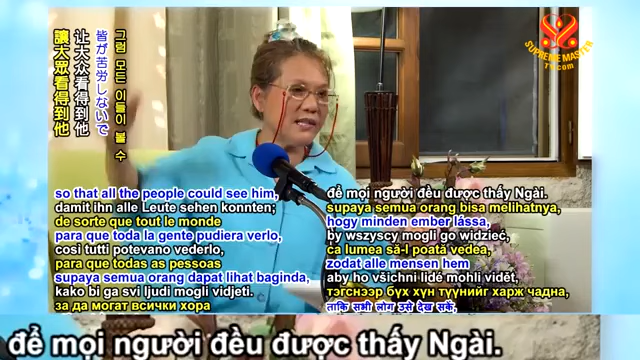 그럼 모든 이들이 볼 수
皆が苦労しないで
让大众看得到他
讓大眾看得到他
SUPREME MASTER
TV.com
so that all the people could see him,
damit ihn alle Leute sehen konnten;
de sorte que tout le monde
para que toda la gente pudiera verlo,
così tutti potevano vederlo,
para que todas as pessoas
supaya semua orang dapat lihat baginda,
kako bi ga svi ljudi mogli vidjeti.
за да могат всички хора
để mọi người đều được thấy Ngài.
supaya semua orang bisa melihatnya,
hogy minden ember lássa,
by wszyscy mogli go widzieć,
ca lumea să-l poată vedea,
zodat alle mensen hem
aby ho všichni lidé mohli vidět,
тэгснээр бүх хүн түүнийг харж чадна,
ताकि सभी लोग उसे देख सकें,
để mọi người đều được thấy Ngài.